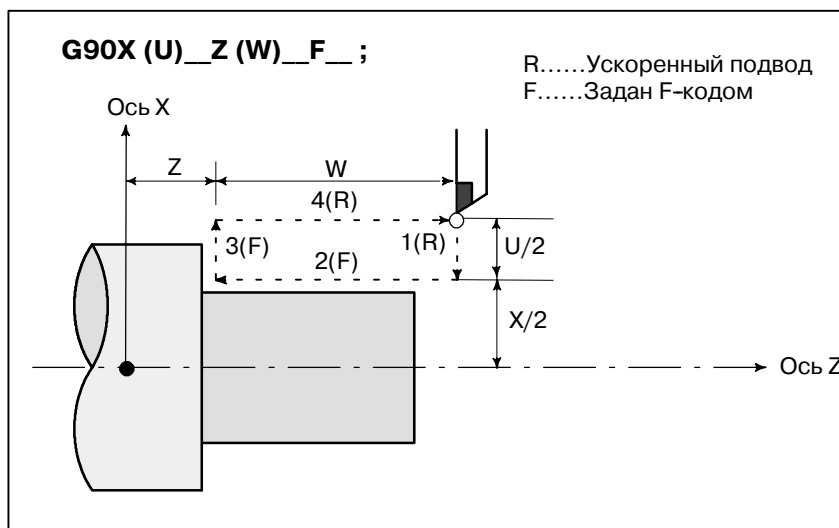 G90X (U)__Z (W)__F__ ;
R......Ускоренный подвод
F......Задан F-кодом
Ось X
Z
W
4(R)
3(F)
1(R)
U/2
2(F)
X/2
Ось Z